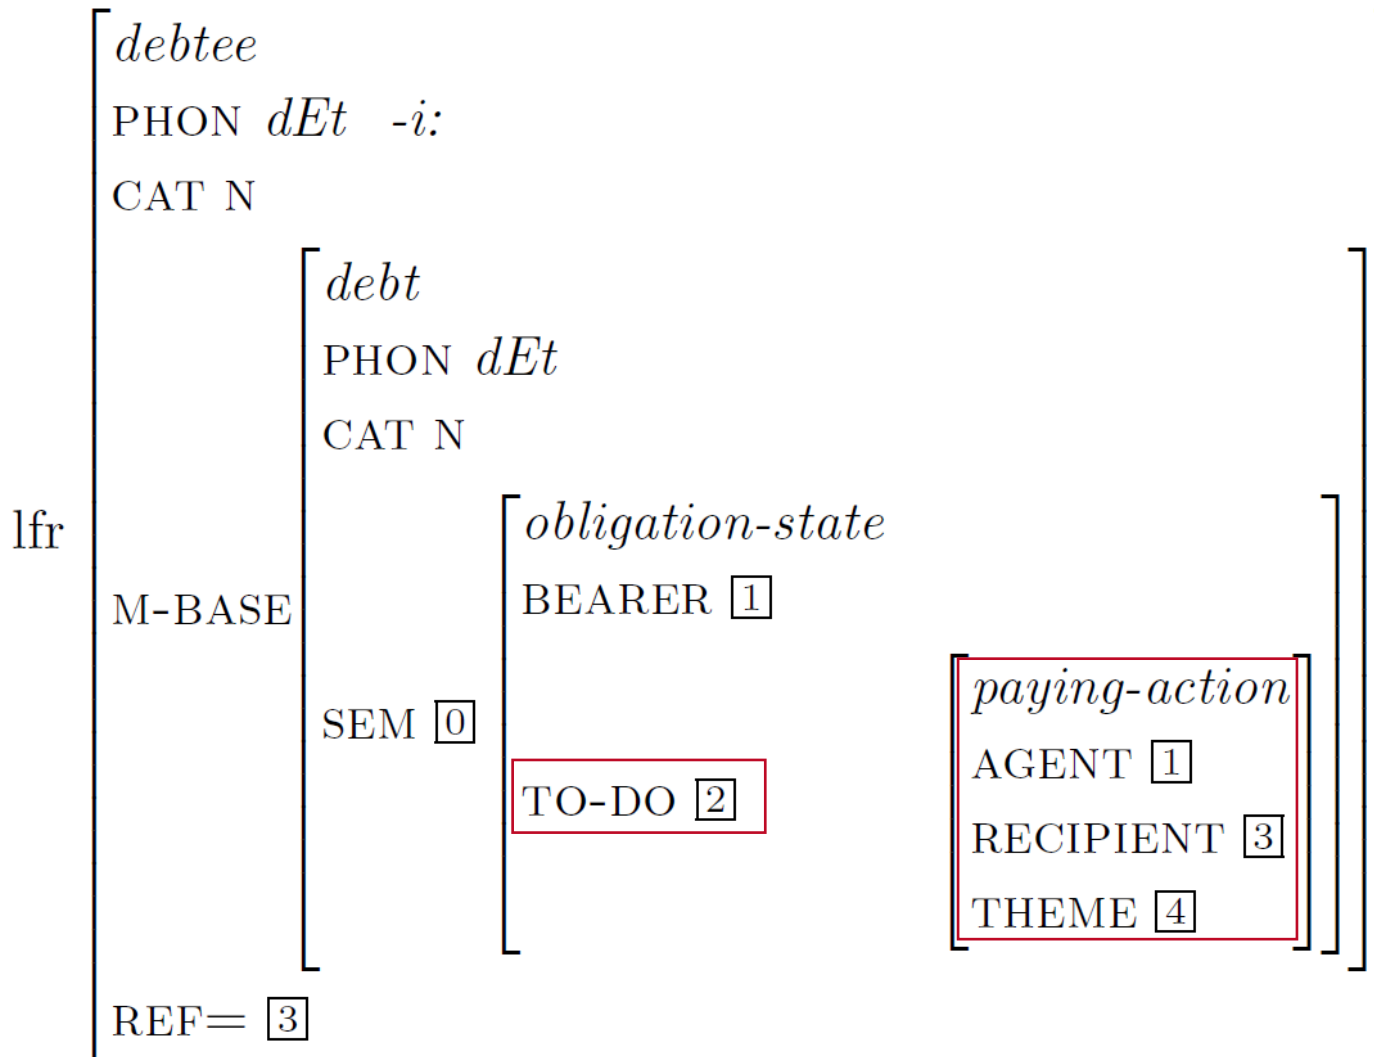 debtee
PHON dEt -i:
CAT N
debt
PHON dEt
CAT N
lfr
obligation-state
BEARER 1
M-BASE
paying-action
SEM 0
AGENT 1
TO-DO 2
RECIPIENT 3
THEME 4
REF= 3